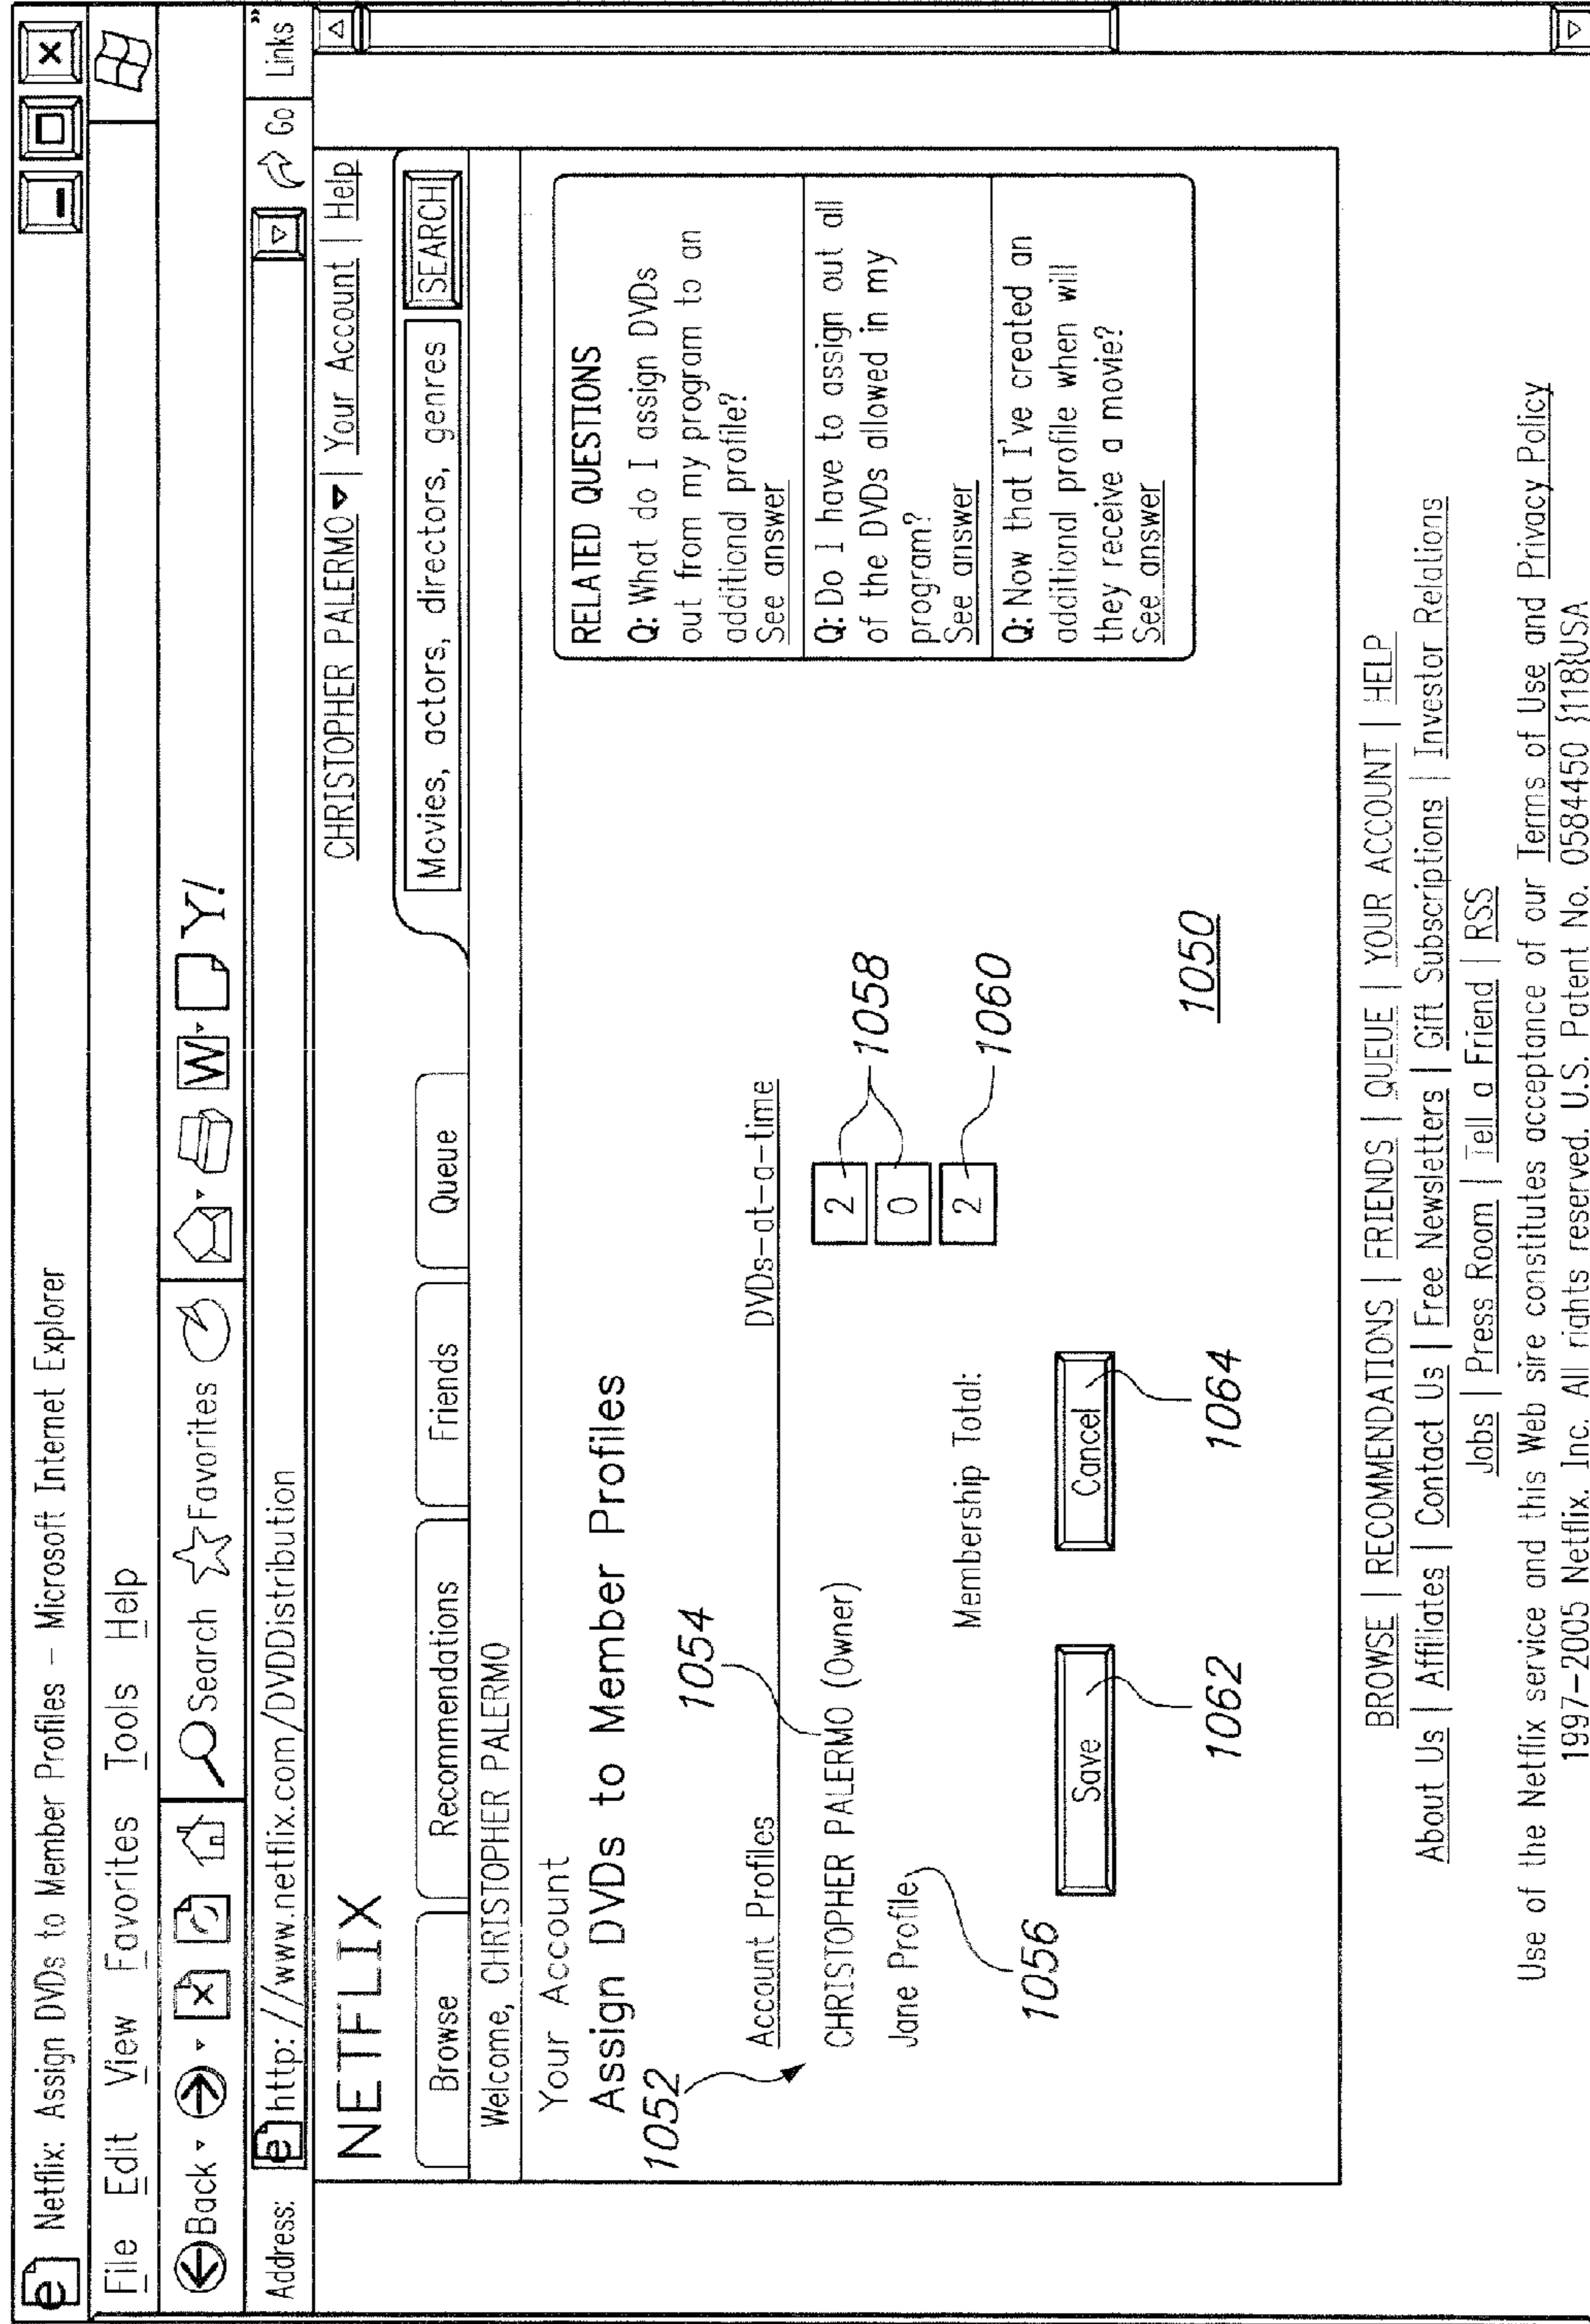 Netflix: Assign DVDs to Member Profiles – Microsoft Internet Explorer
File Edit View Favorites Tools Help
Back Search Favorites W Y!
Address: http://www.netflix.com/DVDDistribution Go Links
NETFLIX CHRISTOPHER PALERMO | Your Account | Help
Browse Recommendations Friends Queue Movies, actors, directors, genres SEARCH
Welcome, CHRISTOPHER PALERMO
Your Account
Assign DVDs to Member Profiles
1052
1054
Account Profiles DVDs-at-a-time
CHRISTOPHER PALERMO (Owner) 2
1058
Jane Profile 0
1056
Membership Total: 2
1060
Save Cancel
1062 1064
1050
RELATED QUESTIONS
Q: What do I assign DVDs
out from my program to an
additional profile?
See answer
Q: Do I have to assign out all
of the DVDs allowed in my
program?
See answer
Q: Now that I've created an
additional profile when will
they receive a movie?
See answer
BROWSE | RECOMMENDATIONS | FRIENDS | QUEUE | YOUR ACCOUNT | HELP
About Us | Affiliates | Contact Us | Free Newsletters | Gift Subscriptions | Investor Relations
Jobs | Press Room | Tell a Friend | RSS
Use of the Netflix service and this Web sire constitutes acceptance of our Terms of Use and Privacy Policy
1997–2005 Netflix. Inc. All rights reserved. U.S. Patent No. 0584450 }118{USA